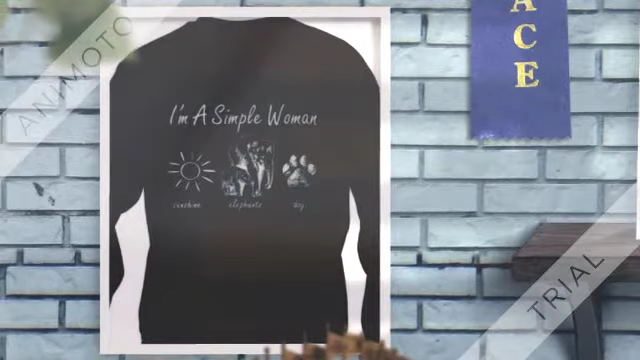 ANIMOTO
ACE
I'm A Simple Woman
sunshine elephants dog
TRIAL